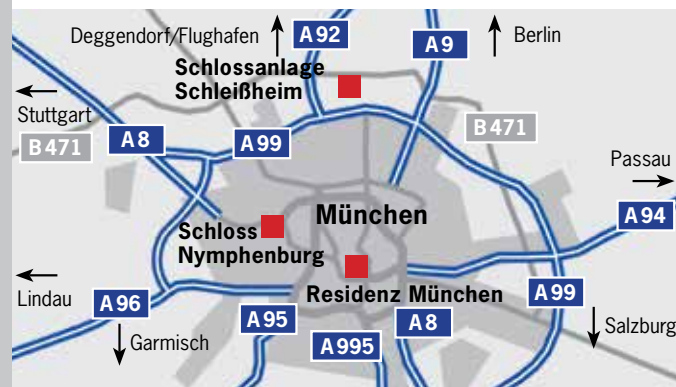 Deggendorf/Flughafen
A92
A9
Berlin
Schlossanlage
Schleißheim
Stuttgart
B471
A8
A99
B471
Passau
München
A94
Schloss
Nymphenburg
Lindau
A96
Residenz München
A99
Garmisch
A95
A995
A8
Salzburg